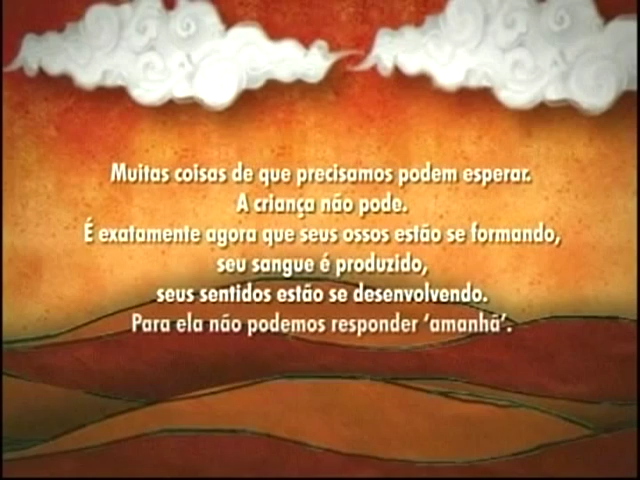 Muitas coisas de que precisamos podem esperar.
A criança não pode.
É exatamente agora que seus ossos estão se formando,
seu sangue é produzido,
seus sentidos estão se desenvolvendo.
Para ela não podemos responder ‘amanhã’.